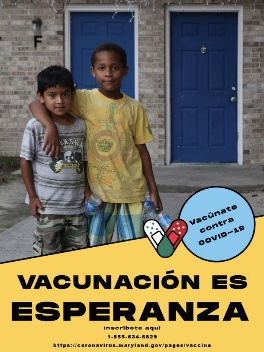 F
Vacúnate
contra
COVID-19
VACUNACIÓN ES
ESPERANZA
inscríbete aquí
1-855-634-6829
https://coronavirus.maryland.gov/pages/vaccine